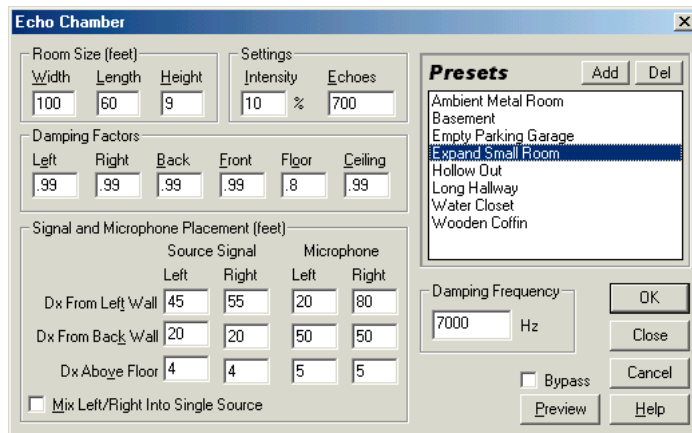 Echo Chamber
Room Size (feet)
Width Length Height
100 60 9
Settings
Intensity Echoes
10 % 700
Damping Factors
Left Right Back Front Floor Ceiling
.99 .99 .99 .99 .8 .99
Signal and Microphone Placement (feet)
Source Signal Microphone
Left Right Left Right
Dx From Left Wall 45 55 20 80
Dx From Back Wall 20 20 50 50
Dx Above Floor 4 4 5 5
Mix Left/Right Into Single Source
Presets Add Del
Ambient Metal Room
Basement
Empty Parking Garage
Expand Small Room
Hollow Out
Long Hallway
Water Closet
Wooden Coffin
Damping Frequency
7000 Hz
OK
Close
Cancel
Bypass
Preview Help